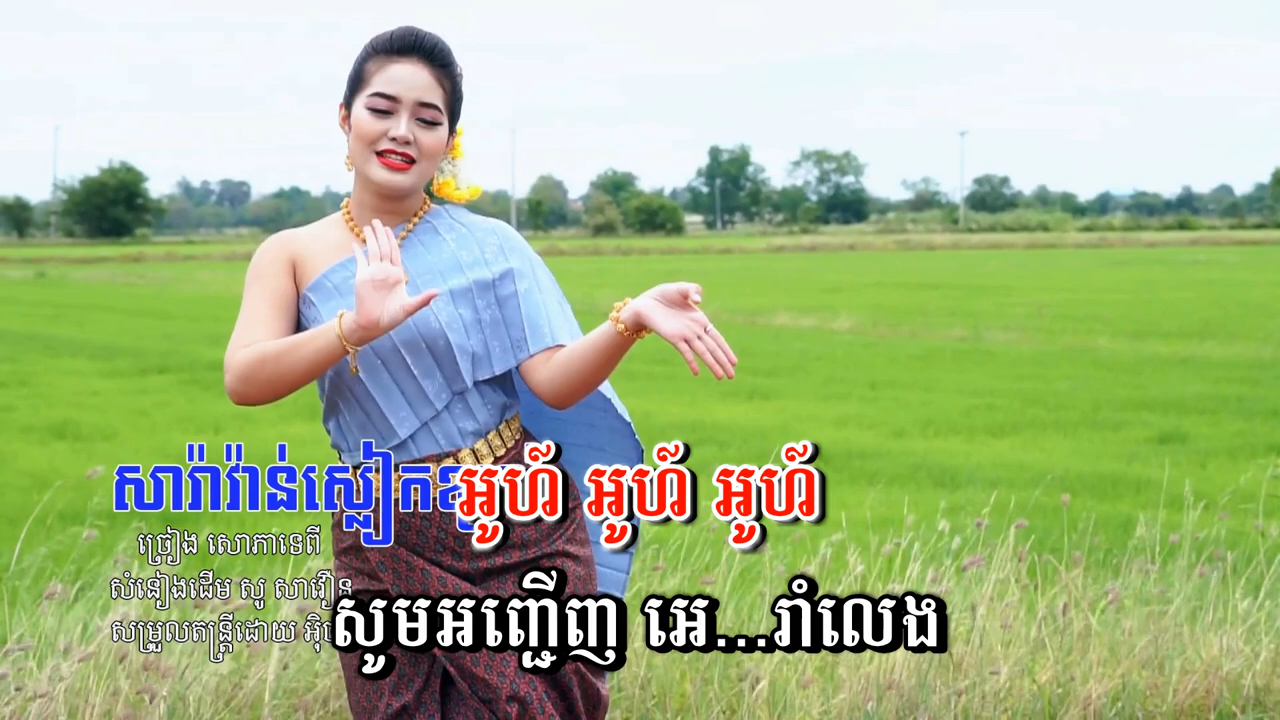 សារ៉ាវ៉ាន់ស្លៀក
អូហ៍ អូហ៍ អូហ៍
ច្រៀង សោភាទេពី
សំនៀងដើម សូ សាវឿន
សម្រួលតន្ត្រីដោយ
សូមអញ្ជើញ អេ...រាំលេង